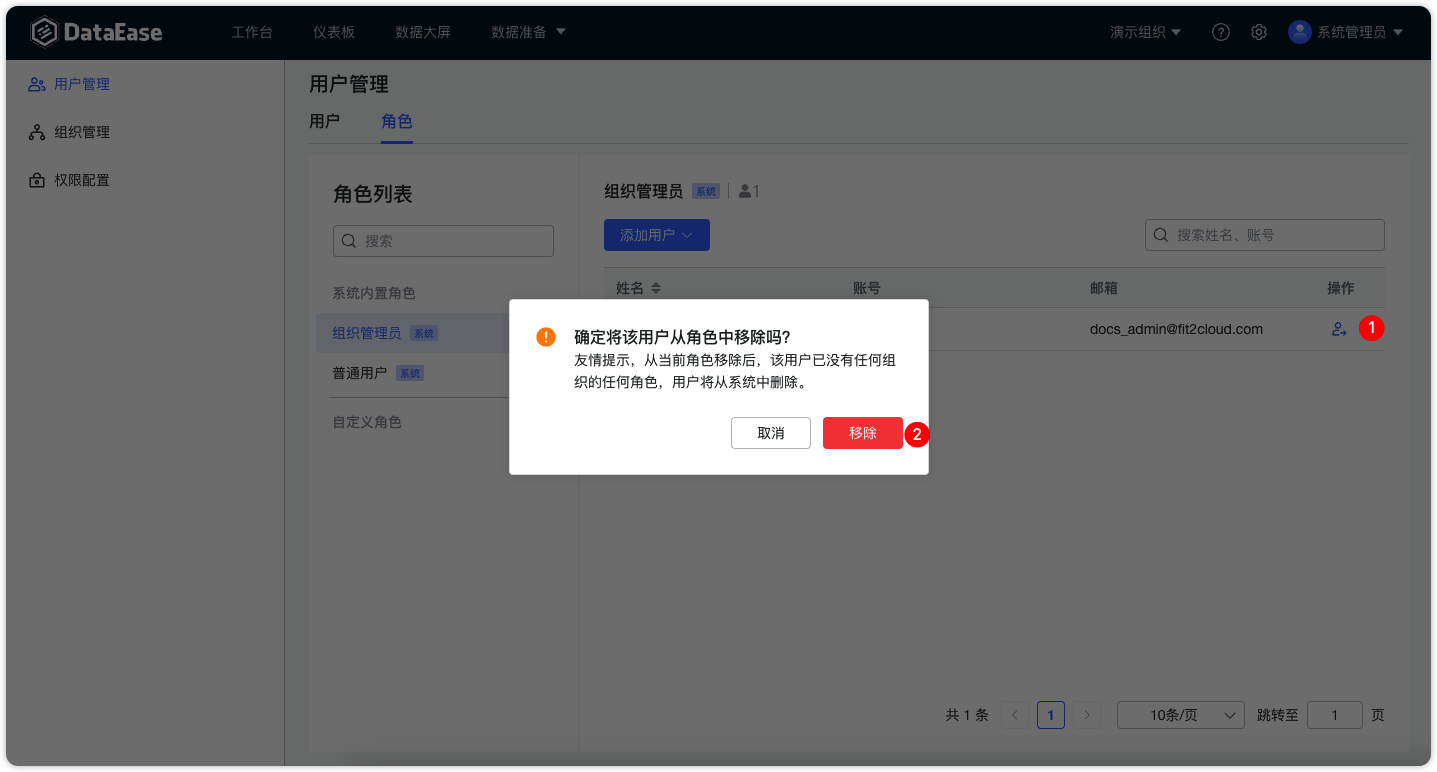 DataEase 工作台 仪表板 数据大屏 数据准备 演示组织 系统管理员
用户管理
组织管理
权限配置
用户管理
用户 角色
角色列表
搜索
系统内置角色
组织管理员 系统
普通用户 系统
自定义角色
组织管理员 系统 1
添加用户 搜索姓名、账号
姓名 账号 邮箱 操作
docs_admin@fit2cloud.com 1
确定将该用户从角色中移除吗?
友情提示，从当前角色移除后，该用户已没有任何组
织的任何角色，用户将从系统中删除。
取消 移除 2
共 1 条 1 10条/页 跳转至 1 页